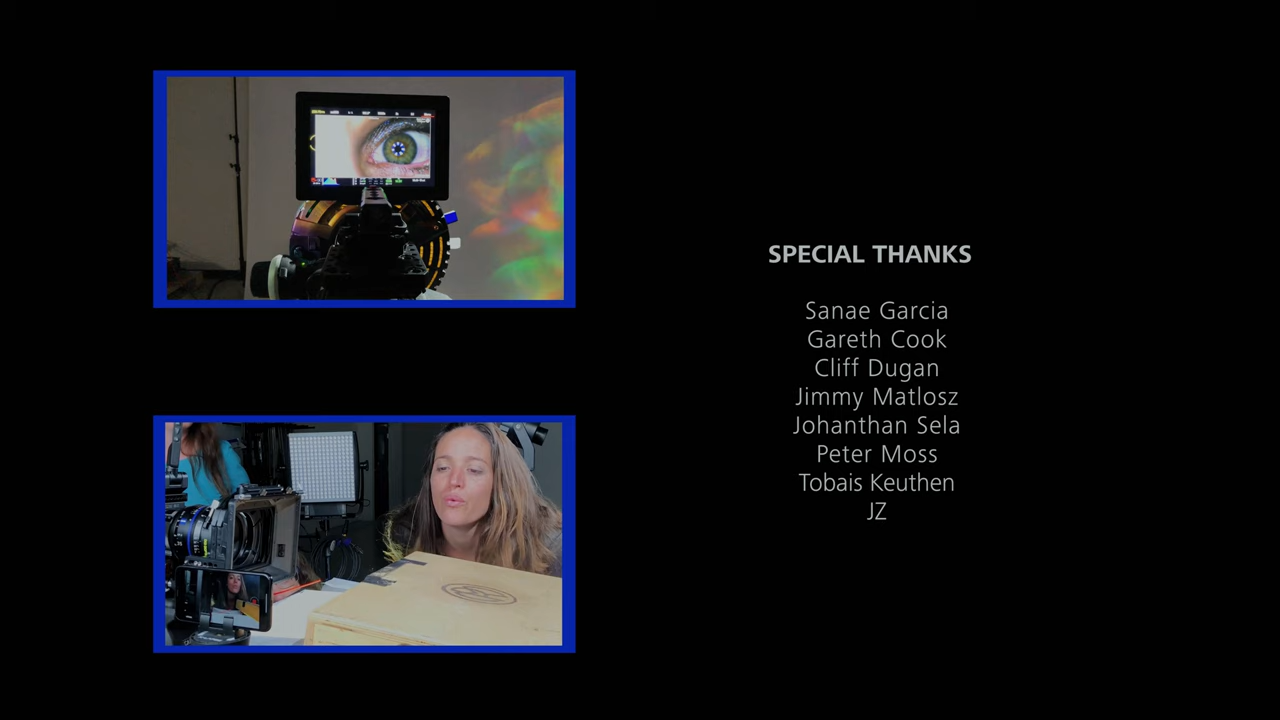 SPECIAL THANKS
Sanae Garcia
Gareth Cook
Cliff Dugan
Jimmy Matlosz
Johanthan Sela
Peter Moss
Tobais Keuthen
JZ